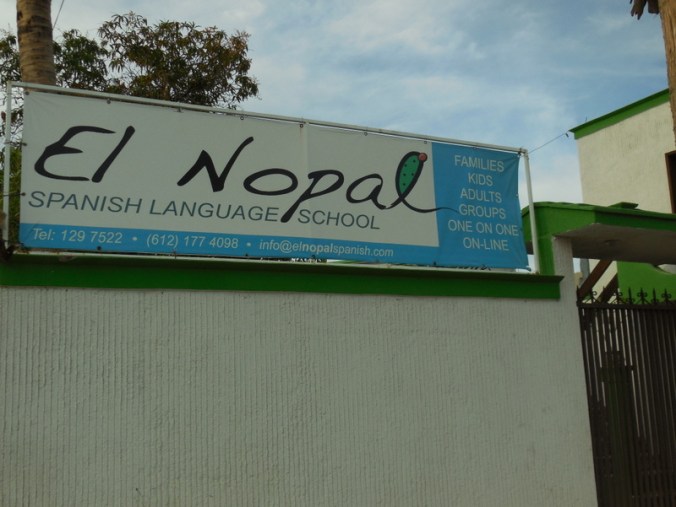 El Nopal
SPANISH LANGUAGE SCHOOL
Tel: 129 7522 • (612) 177 4098 • info@elnopalspanish.com
FAMILIES
KIDS
ADULTS
GROUPS
ONE ON ONE
ON-LINE